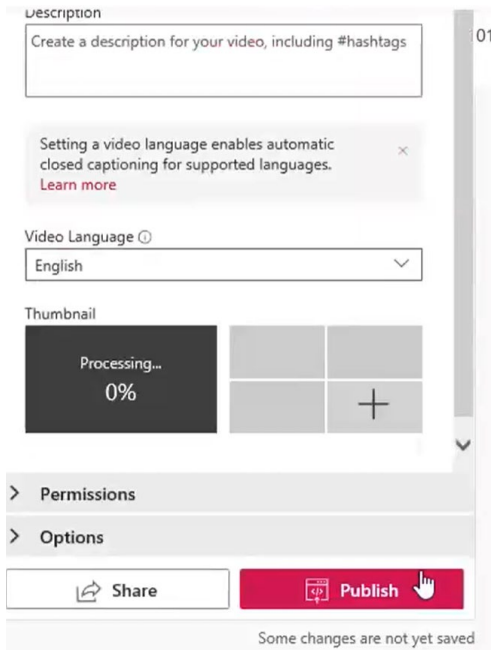 Description
01
Create a description for your video, including #hashtags
Setting a video language enables automatic
closed captioning for supported languages.
Learn more
Video Language
English
Thumbnail
Processing...
0%
Permissions
Options
Share
Publish
Some changes are not yet saved